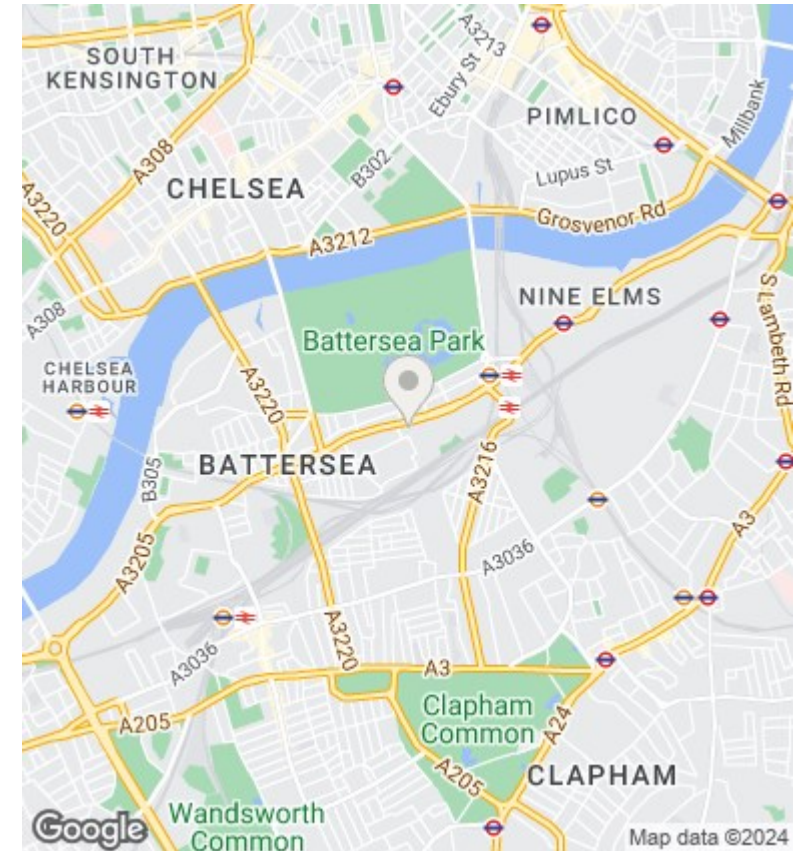 A3213
SOUTH
KENSINGTON
Ebury St
PIMLICO
Millbank
A308
B302
Lupus St
CHELSEA
A3220
Grosvenor Rd
A3212
A308
NINE ELMS
S Lambeth Rd
Battersea Park
CHELSEA
HARBOUR
A3220
BATTERSEA
A3216
B305
A3
A3205
A3036
A3220
A3036
A3
A205
Clapham
Common
A24
A205
CLAPHAM
Wandsworth
Common
Google
Map data ©2024